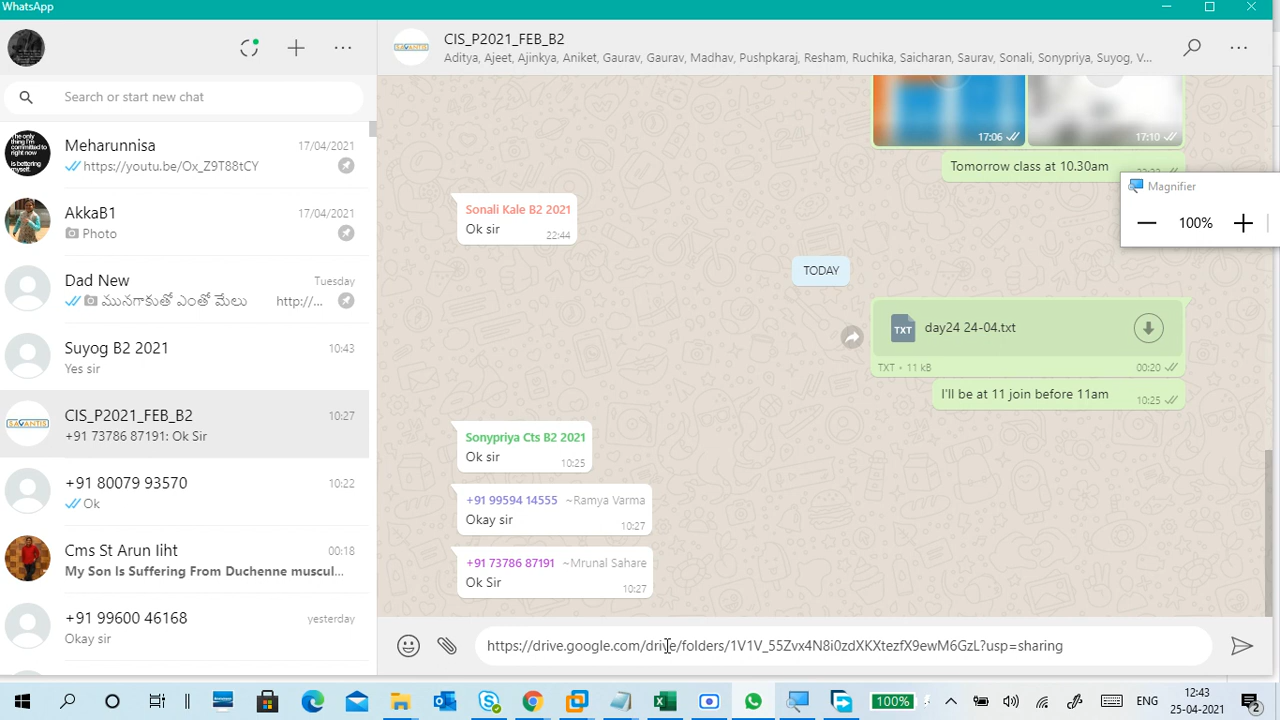 WhatsApp
Search or start new chat
Meharunnisa 17/04/2021
https://youtu.be/Ox_Z9T88tCY
AkkaB1 17/04/2021
Photo
Dad New Tuesday
మునగాకుతో ఎంతో మేలు http://...
Suyog B2 2021 10:43
Yes sir
CIS_P2021_FEB_B2 10:27
+91 73786 87191: Ok Sir
+91 80079 93570 10:22
Ok
Cms St Arun Iiht 00:18
My Son Is Suffering From Duchenne muscul...
+91 99600 46168 yesterday
Okay sir
CIS_P2021_FEB_B2
Aditya, Ajeet, Ajinkya, Aniket, Gaurav, Gaurav, Madhav, Pushpkaraj, Resham, Ruchika, Saicharan, Saurav, Sonali, Sonypriya, Suyog, V...
17:06 17:10
Tomorrow class at 10.30am
Magnifier
100%
Sonali Kale B2 2021
Ok sir
22:44
TODAY
TXT day24 24-04.txt
TXT • 11 kB 00:20
I'll be at 11 join before 11am 10:25
Sonypriya Cts B2 2021
Ok sir
10:25
+91 99594 14555 ~Ramya Varma
Okay sir
10:27
+91 73786 87191 ~Mrunal Sahare
Ok Sir
10:27
https://drive.google.com/drive/folders/1V1V_55Zvx4N8i0zdXKXtezfX9ewM6GzL?usp=sharing
100% ENG 12:43
25-04-2021
2